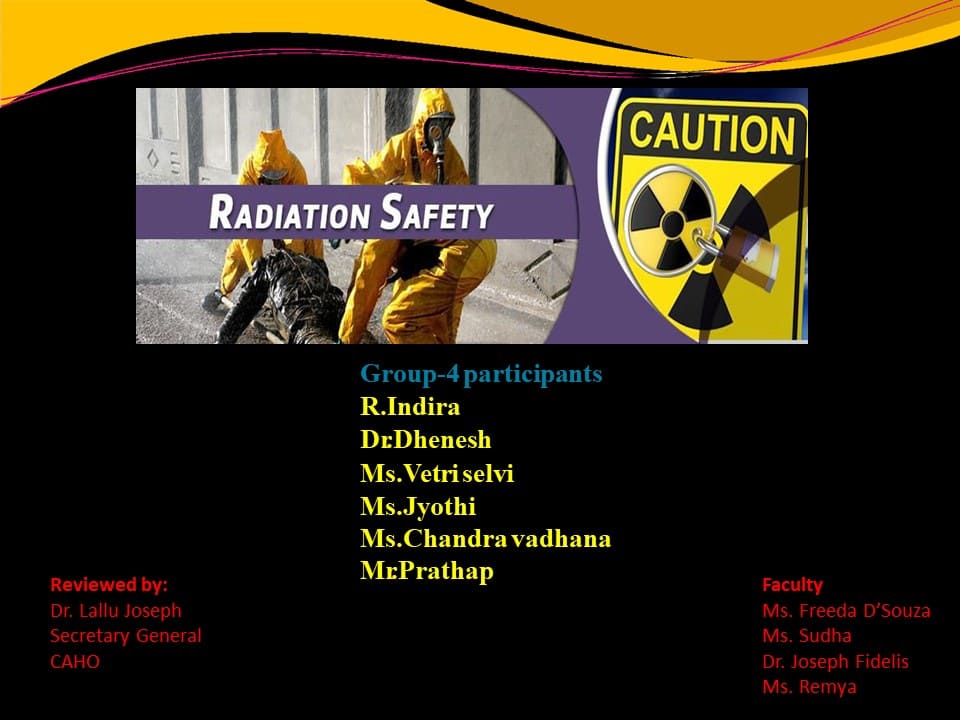 RADIATION SAFETY
CAUTION
Group-4 participants
R.Indira
Dr.Dhenesh
Ms.Vetri selvi
Ms.Jyothi
Ms.Chandra vadhana
Mr.Prathap
Reviewed by:
Dr. Lallu Joseph
Secretary General
CAHO
Faculty
Ms. Freeda D’Souza
Ms. Sudha
Dr. Joseph Fidelis
Ms. Remya